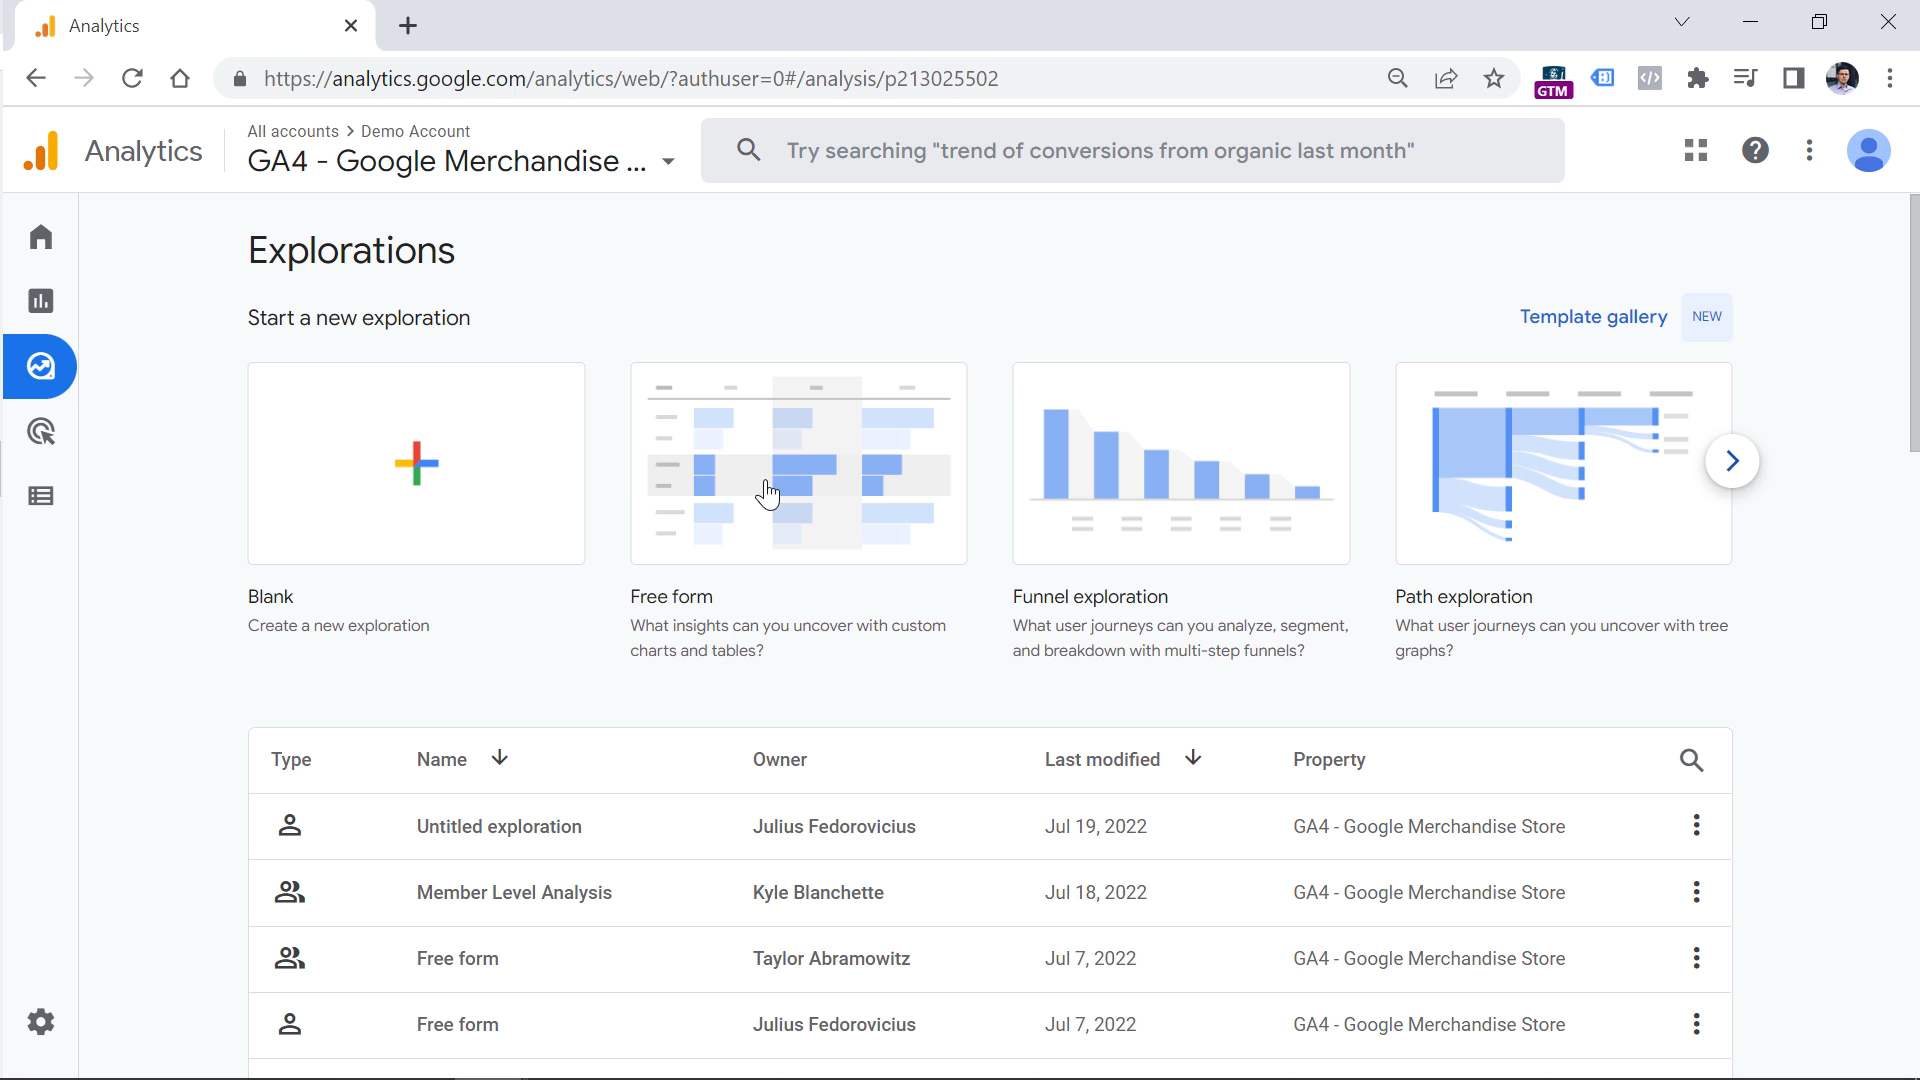 Analytics
https://analytics.google.com/analytics/web/?authuser=0#/analysis/p213025502
GTM
Analytics
All accounts > Demo Account
GA4 - Google Merchandise ...
Try searching "trend of conversions from organic last month"
Explorations
Start a new exploration
Template gallery NEW
Blank
Create a new exploration
Free form
What insights can you uncover with custom
charts and tables?
Funnel exploration
What user journeys can you analyze, segment,
and breakdown with multi-step funnels?
Path exploration
What user journeys can you uncover with tree
graphs?
Type Name Owner Last modified Property
Untitled exploration Julius Fedorovicius Jul 19, 2022 GA4 - Google Merchandise Store
Member Level Analysis Kyle Blanchette Jul 18, 2022 GA4 - Google Merchandise Store
Free form Taylor Abramowitz Jul 7, 2022 GA4 - Google Merchandise Store
Free form Julius Fedorovicius Jul 7, 2022 GA4 - Google Merchandise Store